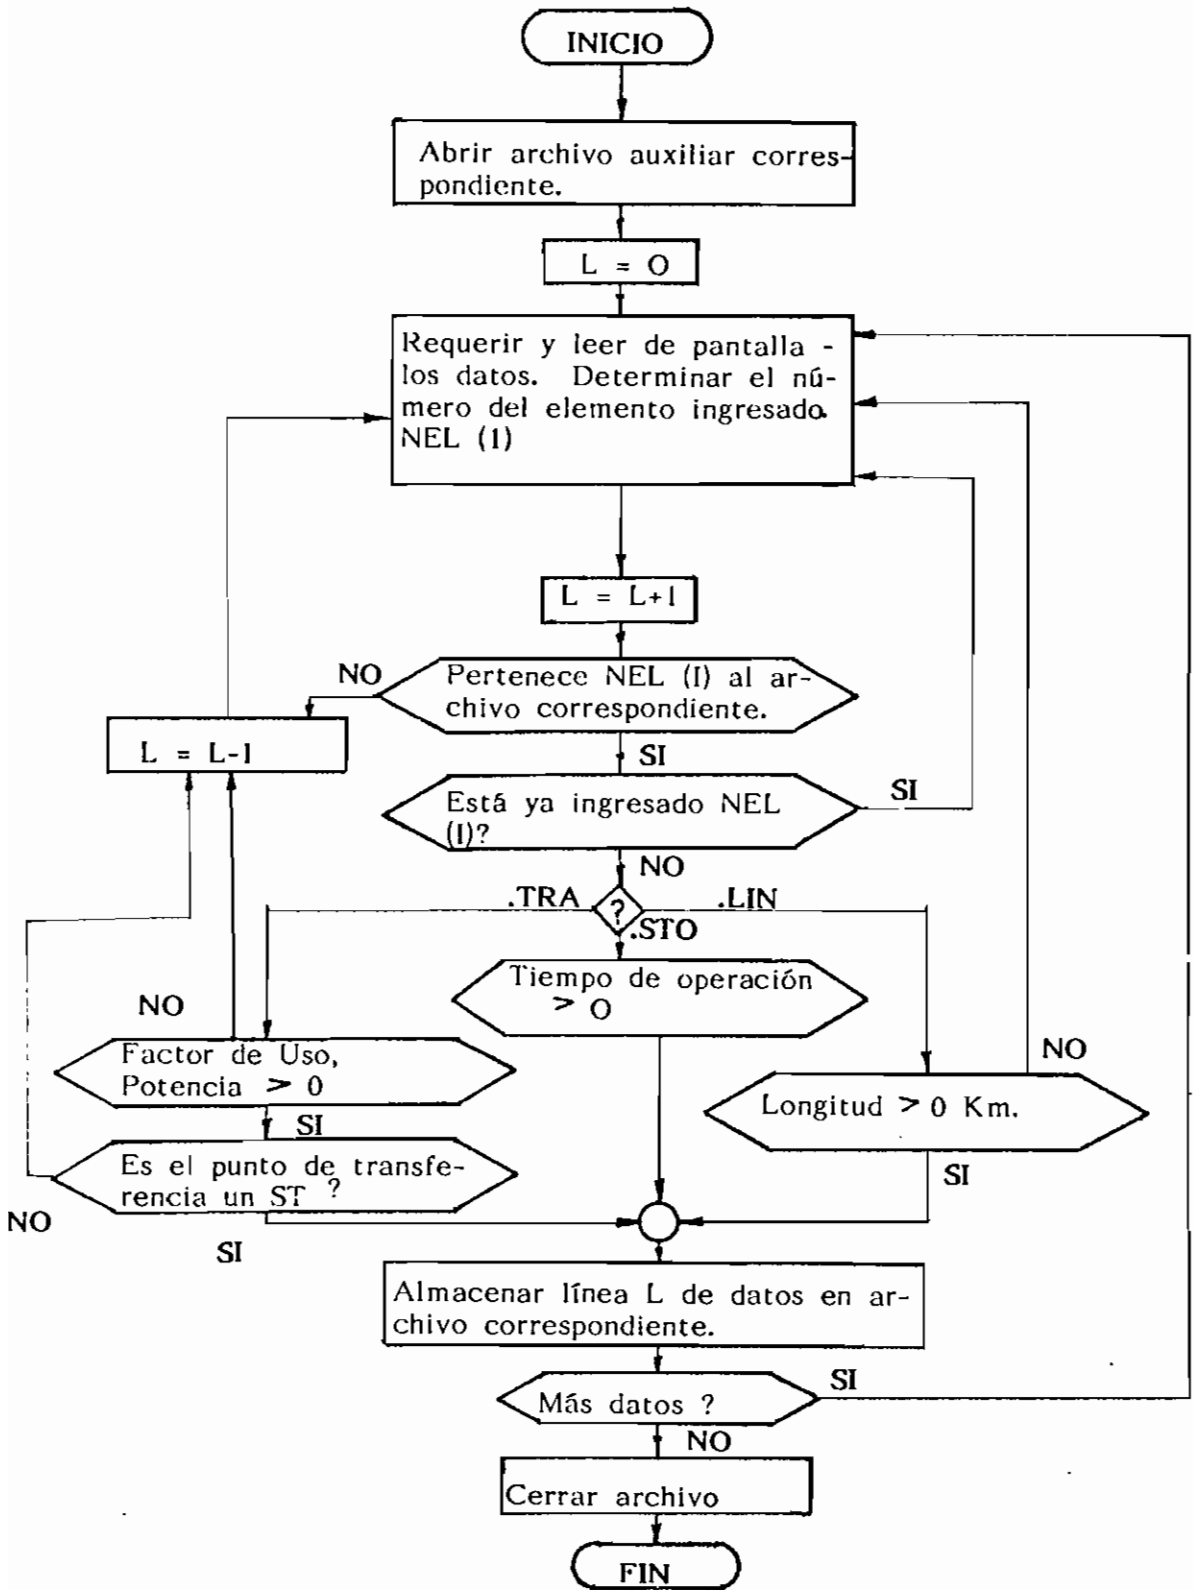 INICIO
Abrir archivo auxiliar corres-
pondiente.
L = O
Requerir y leer de pantalla -
los datos. Determinar el nú-
mero del elemento ingresado.
NEL (1)
L = L+1
NO
Pertenece NEL (I) al ar-
chivo correspondiente.
SI
L = L-1
Está ya ingresado NEL
(I)?
SI
NO
.TRA
?
.LIN
.STO
Tiempo de operación
> O
NO
Factor de Uso,
Potencia > 0
NO
Longitud > 0 Km.
SI
Es el punto de transfe-
rencia un ST ?
SI
NO
SI
Almacenar línea L de datos en ar-
chivo correspondiente.
Más datos ?
SI
NO
Cerrar archivo
FIN